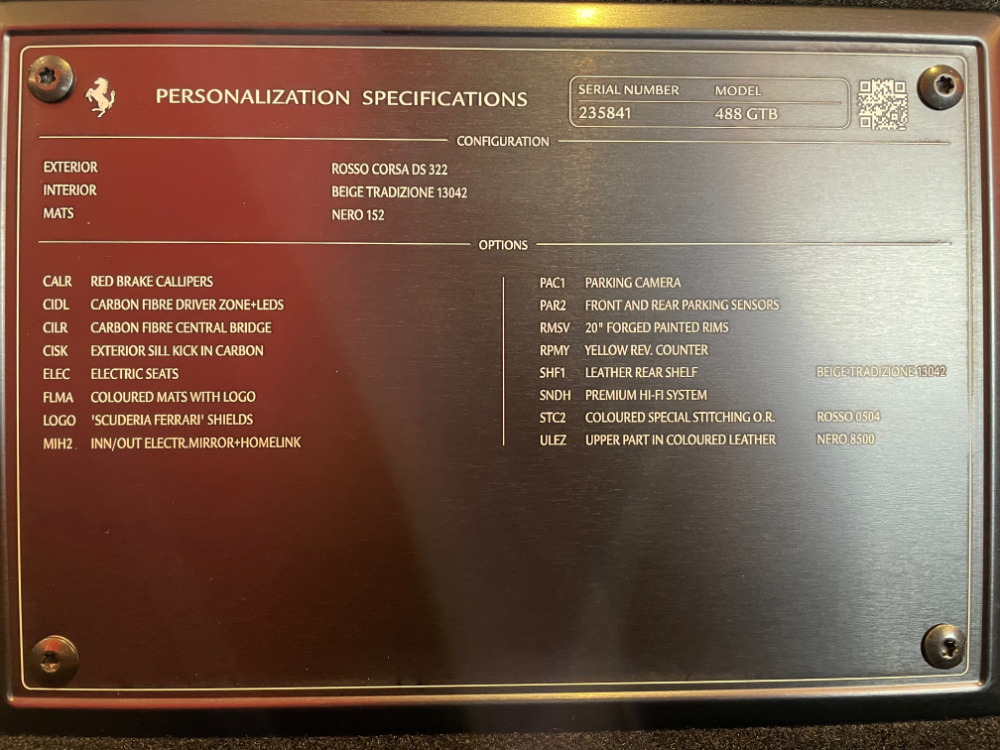 PERSONALIZATION SPECIFICATIONS
SERIAL NUMBER MODEL
235841 488 GTB
CONFIGURATION
EXTERIOR ROSSO CORSA DS 322
INTERIOR BEIGE TRADIZIONE 13042
MATS NERO 152
OPTIONS
CALR RED BRAKE CALLIPERS
CIDL CARBON FIBRE DRIVER ZONE+LEDS
CILR CARBON FIBRE CENTRAL BRIDGE
CISK EXTERIOR SILL KICK IN CARBON
ELEC ELECTRIC SEATS
FLMA COLOURED MATS WITH LOGO
LOGO 'SCUDERIA FERRARI' SHIELDS
MIH2 INN/OUT ELECTR.MIRROR+HOMELINK
PAC1 PARKING CAMERA
PAR2 FRONT AND REAR PARKING SENSORS
RMSV 20" FORGED PAINTED RIMS
RPMY YELLOW REV. COUNTER
SHF1 LEATHER REAR SHELF BEIGE TRADIZIONE 13042
SNDH PREMIUM HI-FI SYSTEM
STC2 COLOURED SPECIAL STITCHING O.R. ROSSO 0504
ULEZ UPPER PART IN COLOURED LEATHER NERO 8500